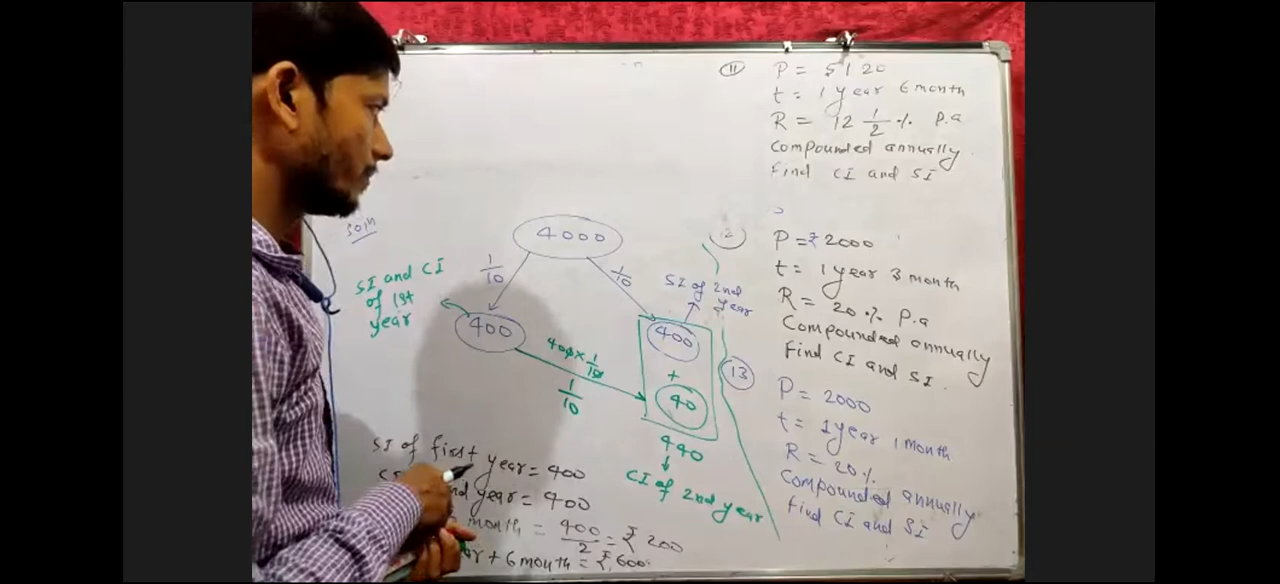 Soln
4000
1/10
1/10
SI and CI
of 1st
year
400
SI of 2nd
year
400
+
40
400 × 1/10
1/10
440
CI of 2nd year
SI of first year = 400
nd year = 400
month = 400/2 = ₹ 200
+ 6 month = ₹ 600
11
P = 5120
t = 1 year 6 month
R = 12 1/2 % P.a
Compounded annually
Find CI and SI
12
P = ₹ 2000
t = 1 year 3 month
R = 20 % P.a
Compounded annually
Find CI and SI.
13
P = 2000
t = 1 year 1 month
R = 20 %
Compounded annually
Find CI and SI